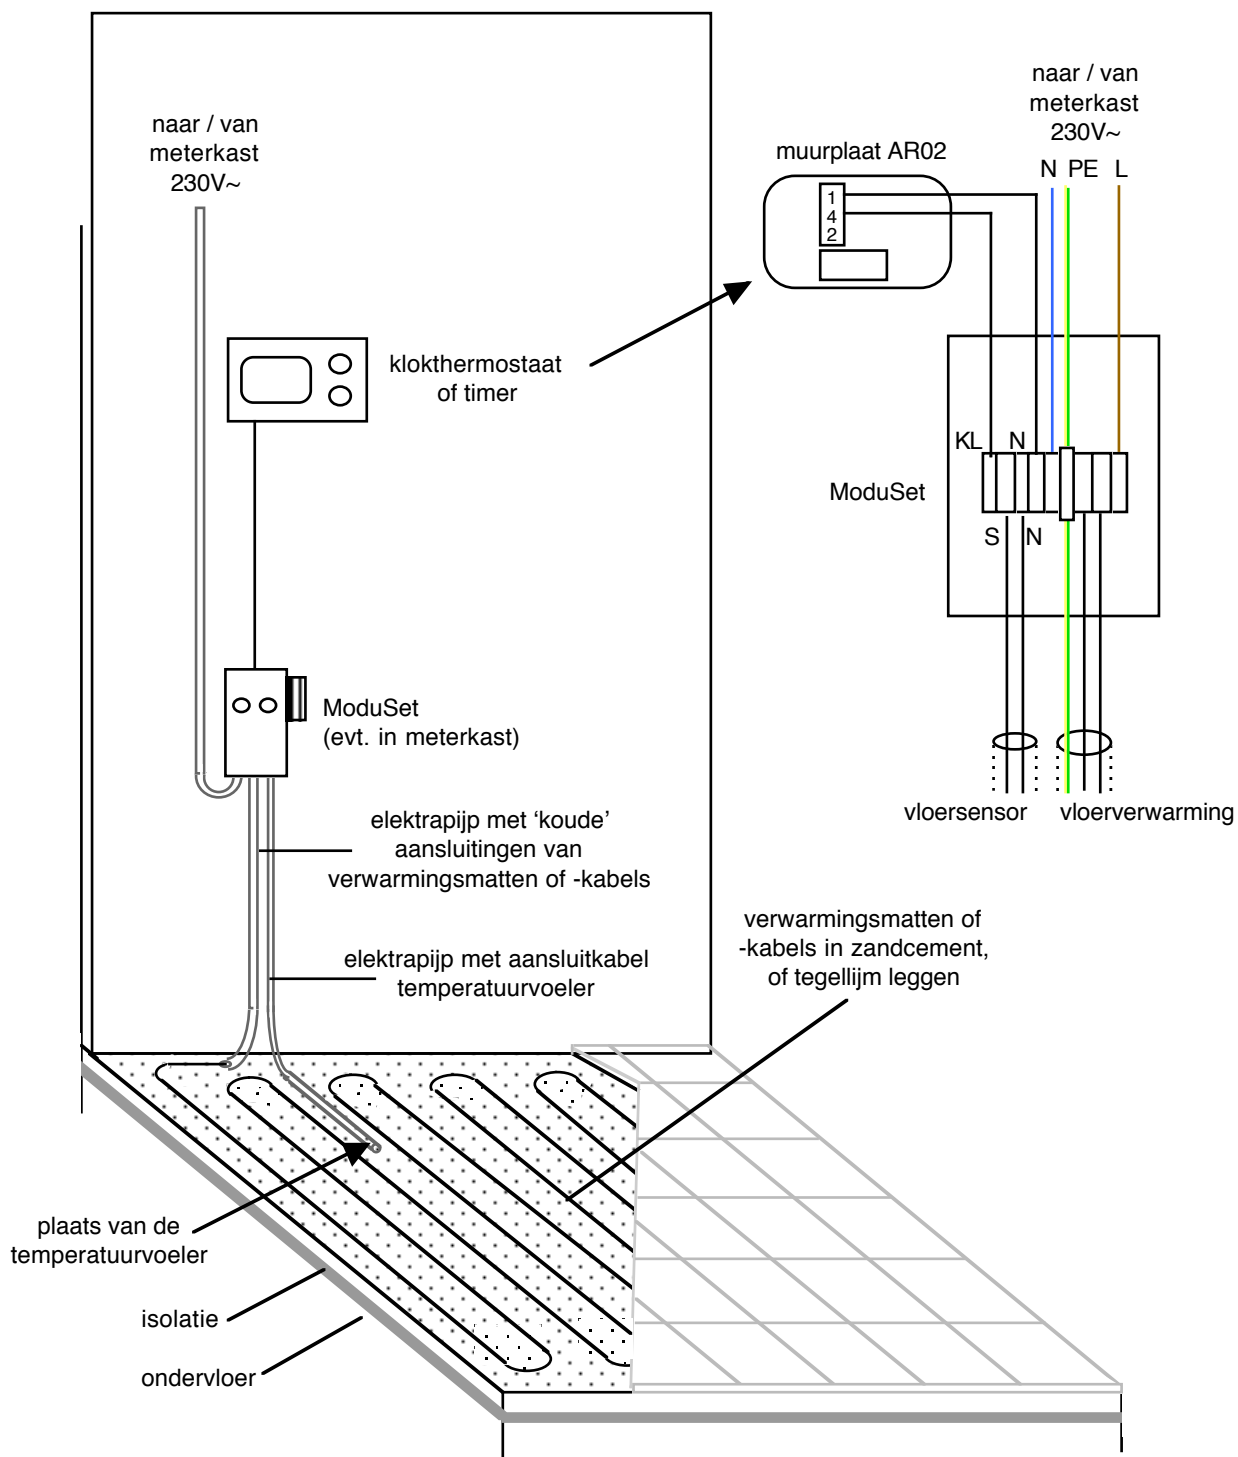 naar / van
meterkast
230V~
klokthermostaat
of timer
muurplaat AR02
1
4
2
naar / van
meterkast
230V~
N PE L
KL N
ModuSet
S N
vloersensor
vloerverwarming
ModuSet
(evt. in meterkast)
elektrapijp met ‘koude’
aansluitingen van
verwarmingsmatten of -kabels
elektrapijp met aansluitkabel
temperatuurvoeler
verwarmingsmatten of
-kabels in zandcement,
of tegellijm leggen
plaats van de
temperatuurvoeler
isolatie
ondervloer